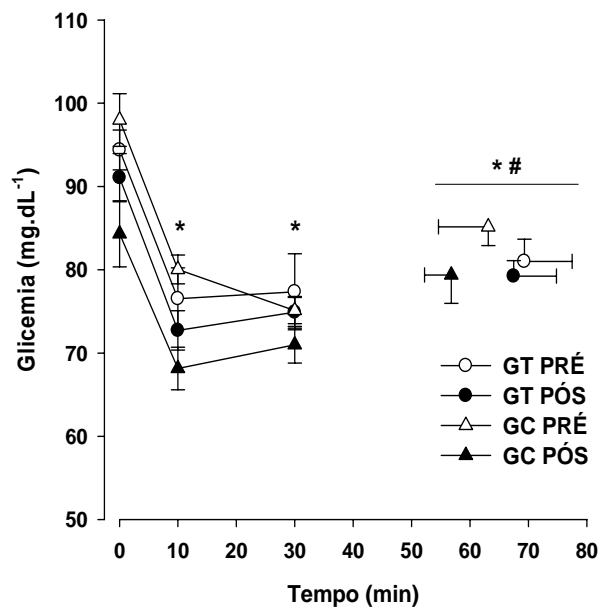 110
100
90
80
70
60
50
Glicemia (mg.dL⁻¹)
*
*
* #
GT PRÉ
GT PÓS
GC PRÉ
GC PÓS
0 10 20 30 40 50 60 70 80
Tempo (min)